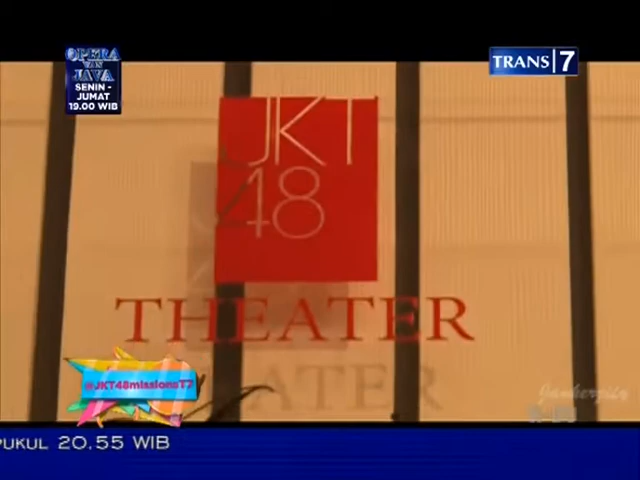 OPERA
VAN
JAVA
SENIN -
JUMAT
19.00 WIB
TRANS|7
JKT
48
THEATER
@JKT48missionsT7
PUKUL 20.55 WIB